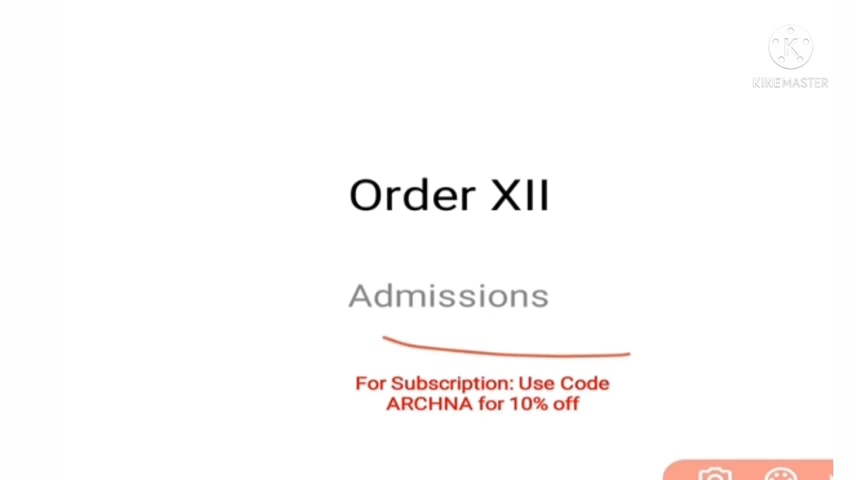 KINEMASTER
Order XII
Admissions
For Subscription: Use Code
ARCHNA for 10% off